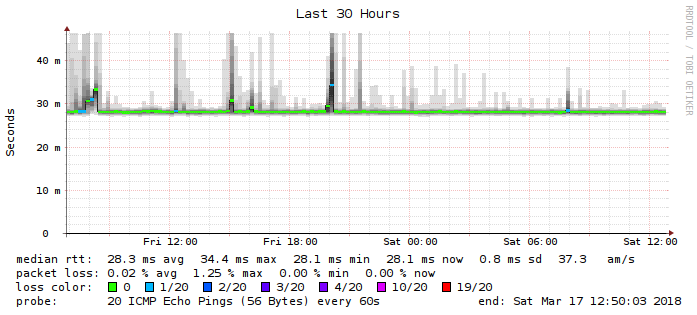 Last 30 Hours
RRDTOOL / TOBI OETIKER
Seconds
40 m
30 m
20 m
10 m
0
Fri 12:00 Fri 18:00 Sat 00:00 Sat 06:00 Sat 12:00
median rtt: 28.3 ms avg 34.4 ms max 28.1 ms min 28.1 ms now 0.8 ms sd 37.3 am/s
packet loss: 0.02 % avg 1.25 % max 0.00 % min 0.00 % now
loss color: 0 1/20 2/20 3/20 4/20 10/20 19/20
probe: 20 ICMP Echo Pings (56 Bytes) every 60s end: Sat Mar 17 12:50:03 2018